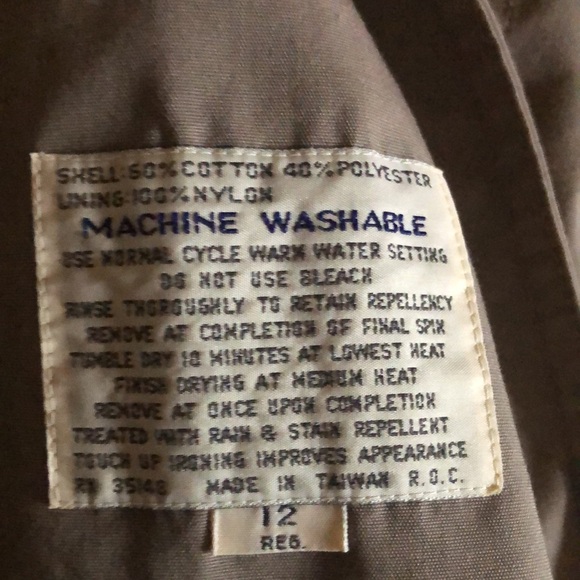 SHELL: 60% COTTON 40% POLYESTER
LINING: 100% NYLON
MACHINE WASHABLE
USE NORMAL CYCLE WARM WATER SETTING
DO NOT USE BLEACH
RINSE THOROUGHLY TO RETAIN REPELLENCY
REMOVE AT COMPLETION OF FINAL SPIN
TUMBLE DRY 10 MINUTES AT LOWEST HEAT
FINISH DRYING AT MEDIUM HEAT
REMOVE AT ONCE UPON COMPLETION
TREATED WITH RAIN & STAIN REPELLENT
TOUCH UP IRONING IMPROVES APPEARANCE
RN 35148 MADE IN TAIWAN R.O.C.
12
REG.